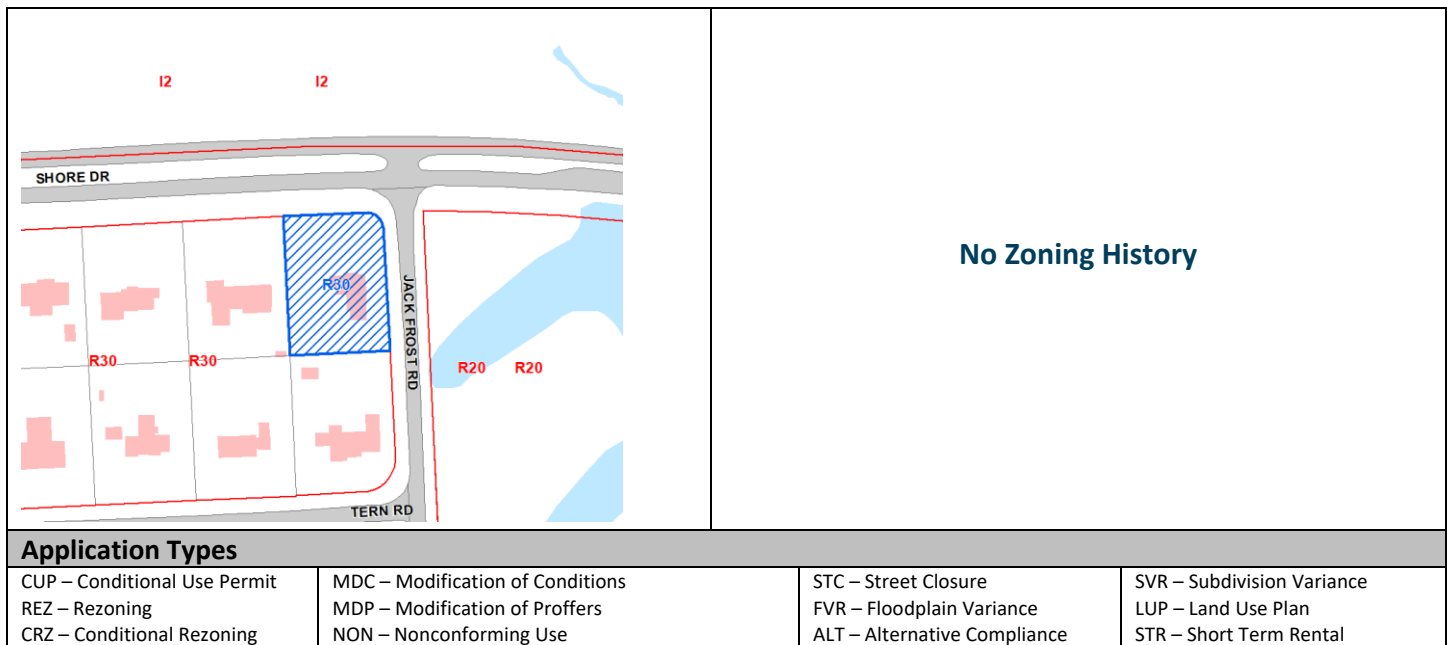 I2 I2
SHORE DR
R30
JACK FROST RD
R30 R30
R20 R20
TERN RD
No Zoning History
Application Types
CUP – Conditional Use Permit
REZ – Rezoning
CRZ – Conditional Rezoning
MDC – Modification of Conditions
MDP – Modification of Proffers
NON – Nonconforming Use
STC – Street Closure
FVR – Floodplain Variance
ALT – Alternative Compliance
SVR – Subdivision Variance
LUP – Land Use Plan
STR – Short Term Rental